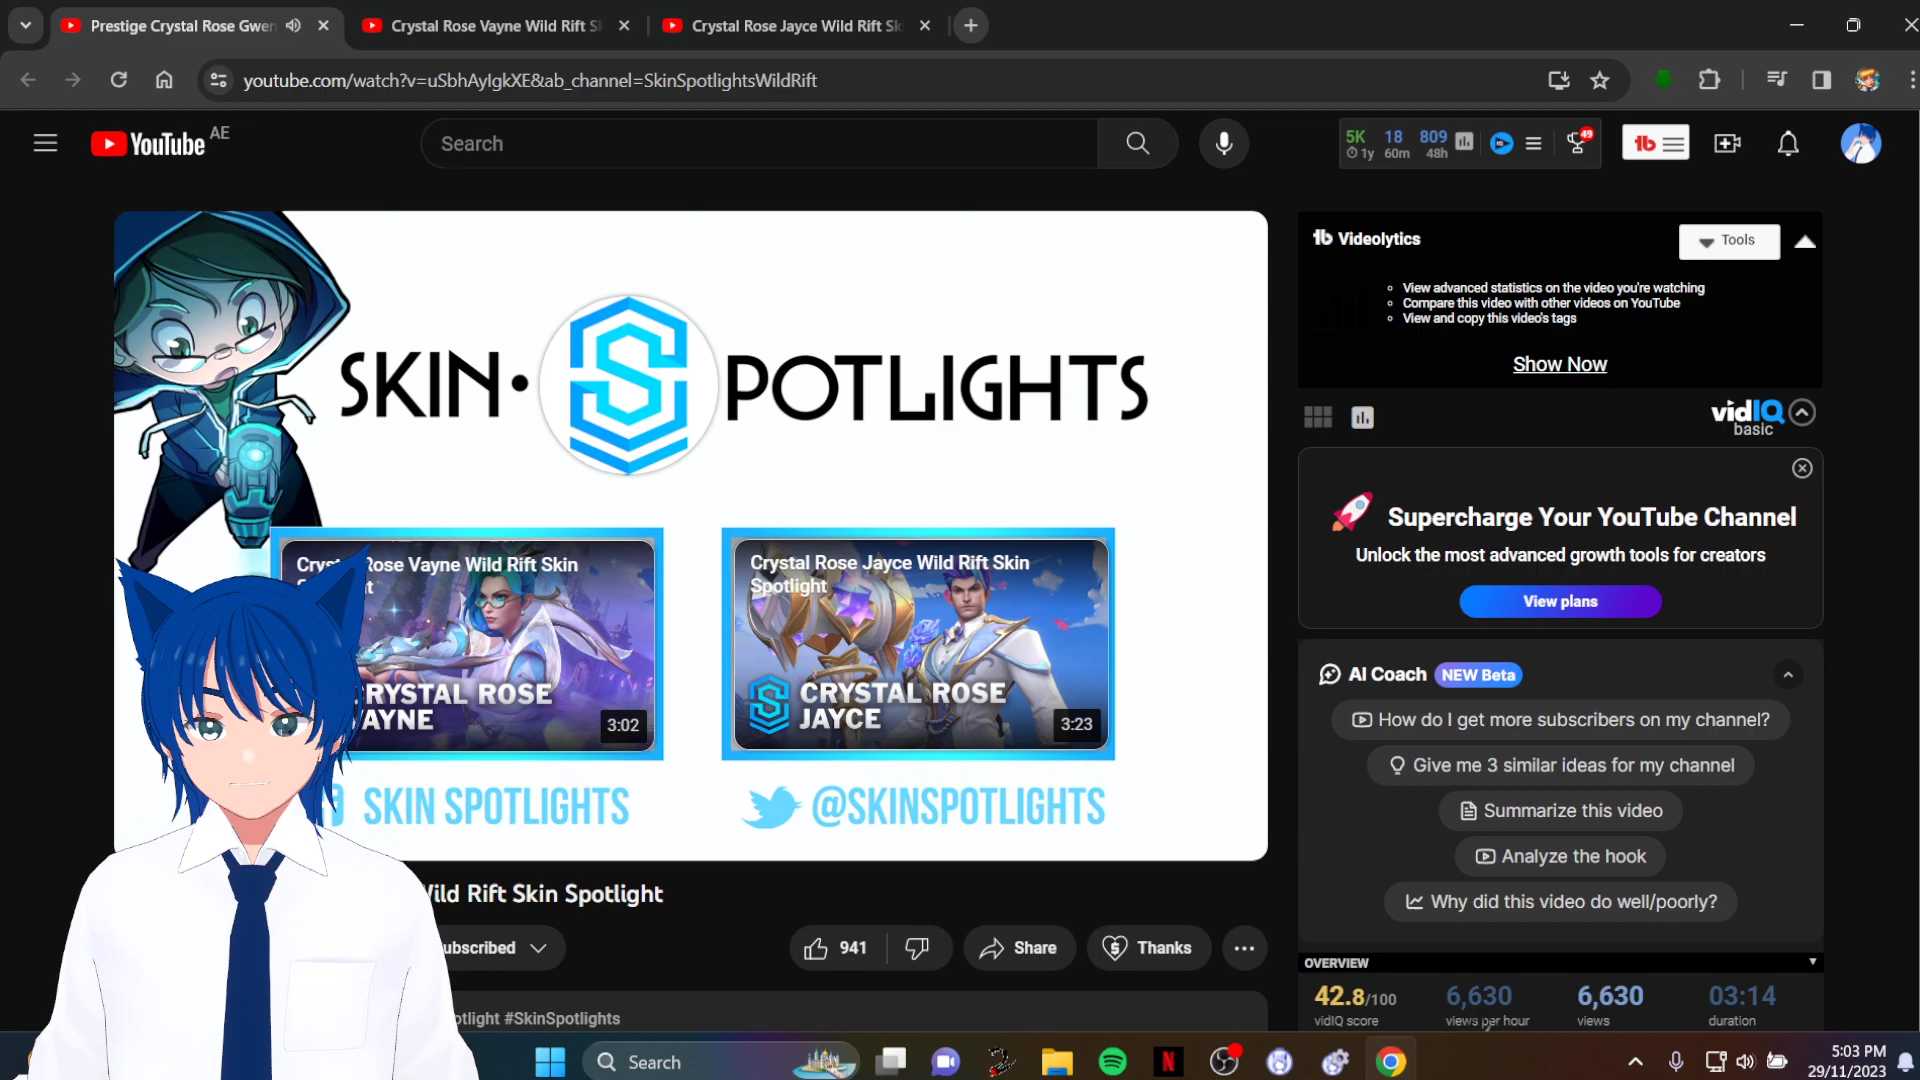 Prestige Crystal Rose Gwen
Crystal Rose Vayne Wild Rift S
Crystal Rose Jayce Wild Rift Sk
youtube.com/watch?v=uSbhAyIgkXE&ab_channel=SkinSpotlightsWildRift
YouTube AE
Search
5K 18 809
1y 60m 48h
49
tb
tb Videolytics
Tools
View advanced statistics on the video you're watching
Compare this video with other videos on YouTube
View and copy this video's tags
Show Now
SKIN·SPOTLIGHTS
vidIQ
basic
Supercharge Your YouTube Channel
Unlock the most advanced growth tools for creators
View plans
Rose Vayne Wild Rift Skin
CRYSTAL ROSE
3:02
Crystal Rose Jayce Wild Rift Skin
Spotlight
CRYSTAL ROSE
JAYCE
3:23
SKIN SPOTLIGHTS
@SKINSPOTLIGHTS
AI Coach NEW Beta
How do I get more subscribers on my channel?
Give me 3 similar ideas for my channel
Summarize this video
Analyze the hook
Why did this video do well/poorly?
Wild Rift Skin Spotlight
ubscribed
941
Share
Thanks
otlight #SkinSpotlights
OVERVIEW
42.8/100 6,630 6,630 03:14
vidIQ score views per hour views duration
Search
5:03 PM
29/11/2023